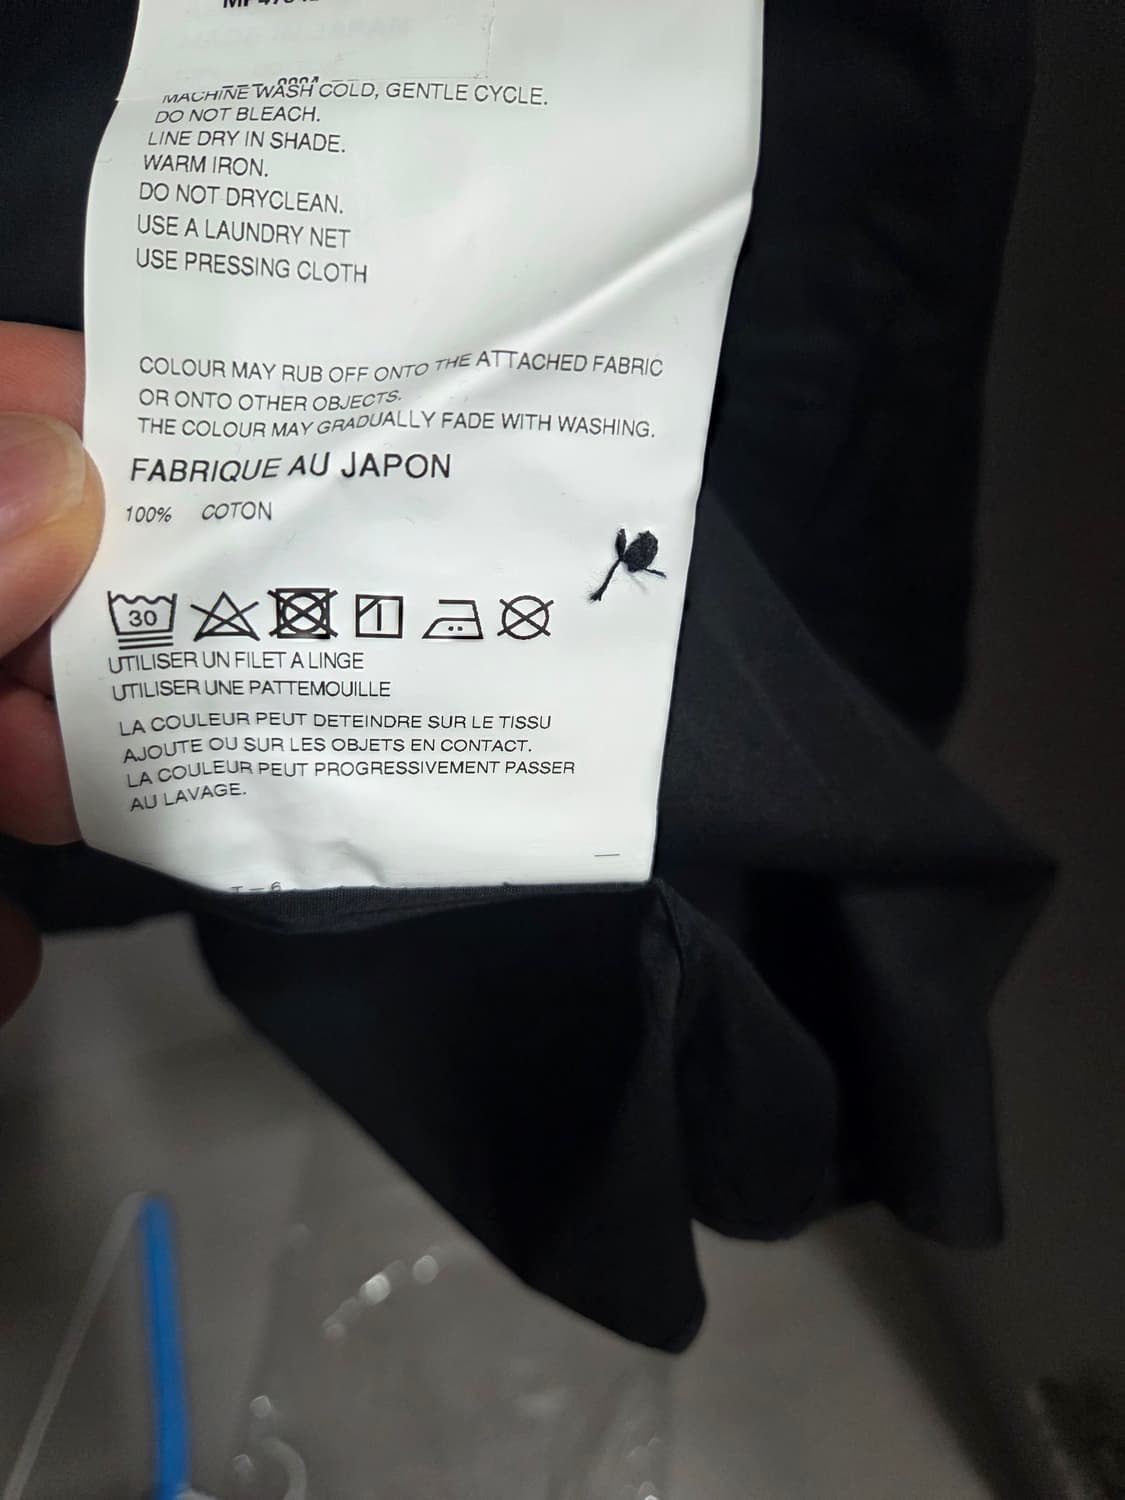 MACHINE WASH COLD, GENTLE CYCLE.
DO NOT BLEACH.
LINE DRY IN SHADE.
WARM IRON.
DO NOT DRYCLEAN.
USE A LAUNDRY NET
USE PRESSING CLOTH
COLOUR MAY RUB OFF ONTO THE ATTACHED FABRIC
OR ONTO OTHER OBJECTS.
THE COLOUR MAY GRADUALLY FADE WITH WASHING.
FABRIQUE AU JAPON
100% COTON
30
UTILISER UN FILET A LINGE
UTILISER UNE PATTEMOUILLE
LA COULEUR PEUT DETEINDRE SUR LE TISSU
AJOUTE OU SUR LES OBJETS EN CONTACT.
LA COULEUR PEUT PROGRESSIVEMENT PASSER
AU LAVAGE.